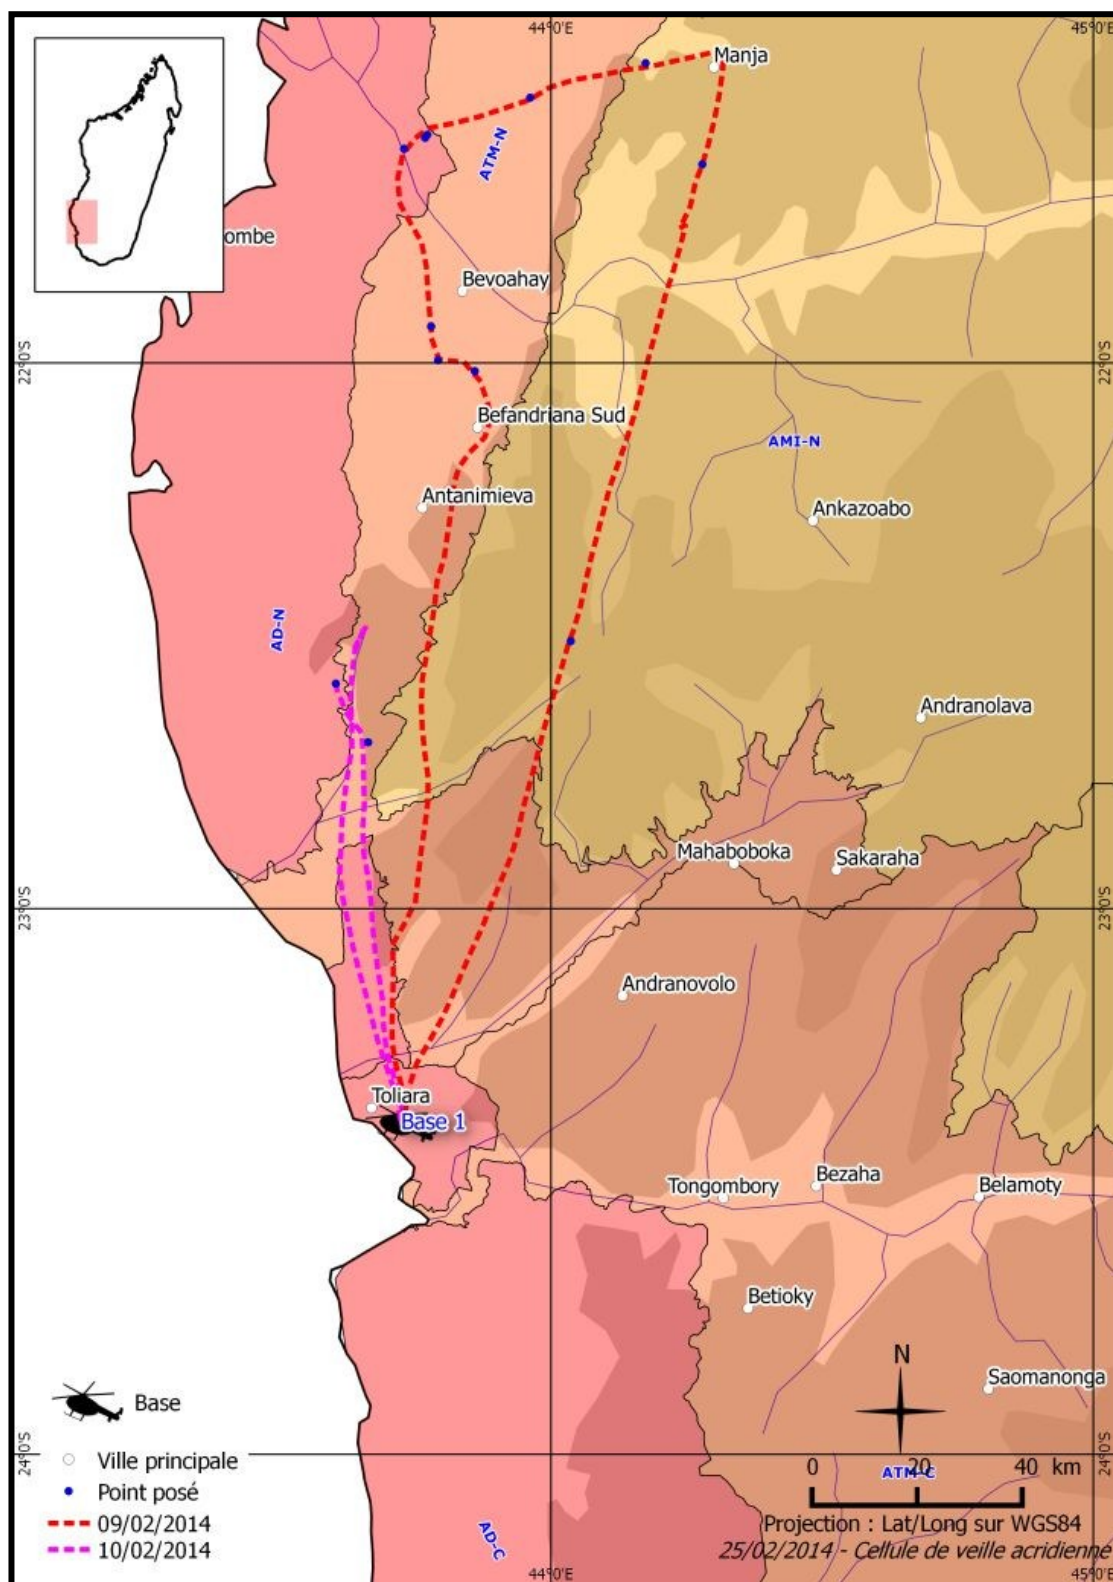 44°0'E
45°0'E
Manja
ATM-N
ombe
Bevoahay
22°0'S
22°0'S
Befandriana Sud
AMI-N
Antanimieva
Ankazoabo
AD-N
Andranolava
Mahaboboka
Sakaraha
23°0'S
23°0'S
Andranovolo
Toliara
Base 1
Tongombory
Bezaha
Belamoty
Betioky
N
Saomanonga
Base
Ville principale
24°0'S
24°0'S
0 20 40 km
ATM-C
Point posé
09/02/2014
Projection : Lat/Long sur WGS84
10/02/2014
25/02/2014 - Cellule de veille acridienne
AD-C
44°0'E
45°0'E